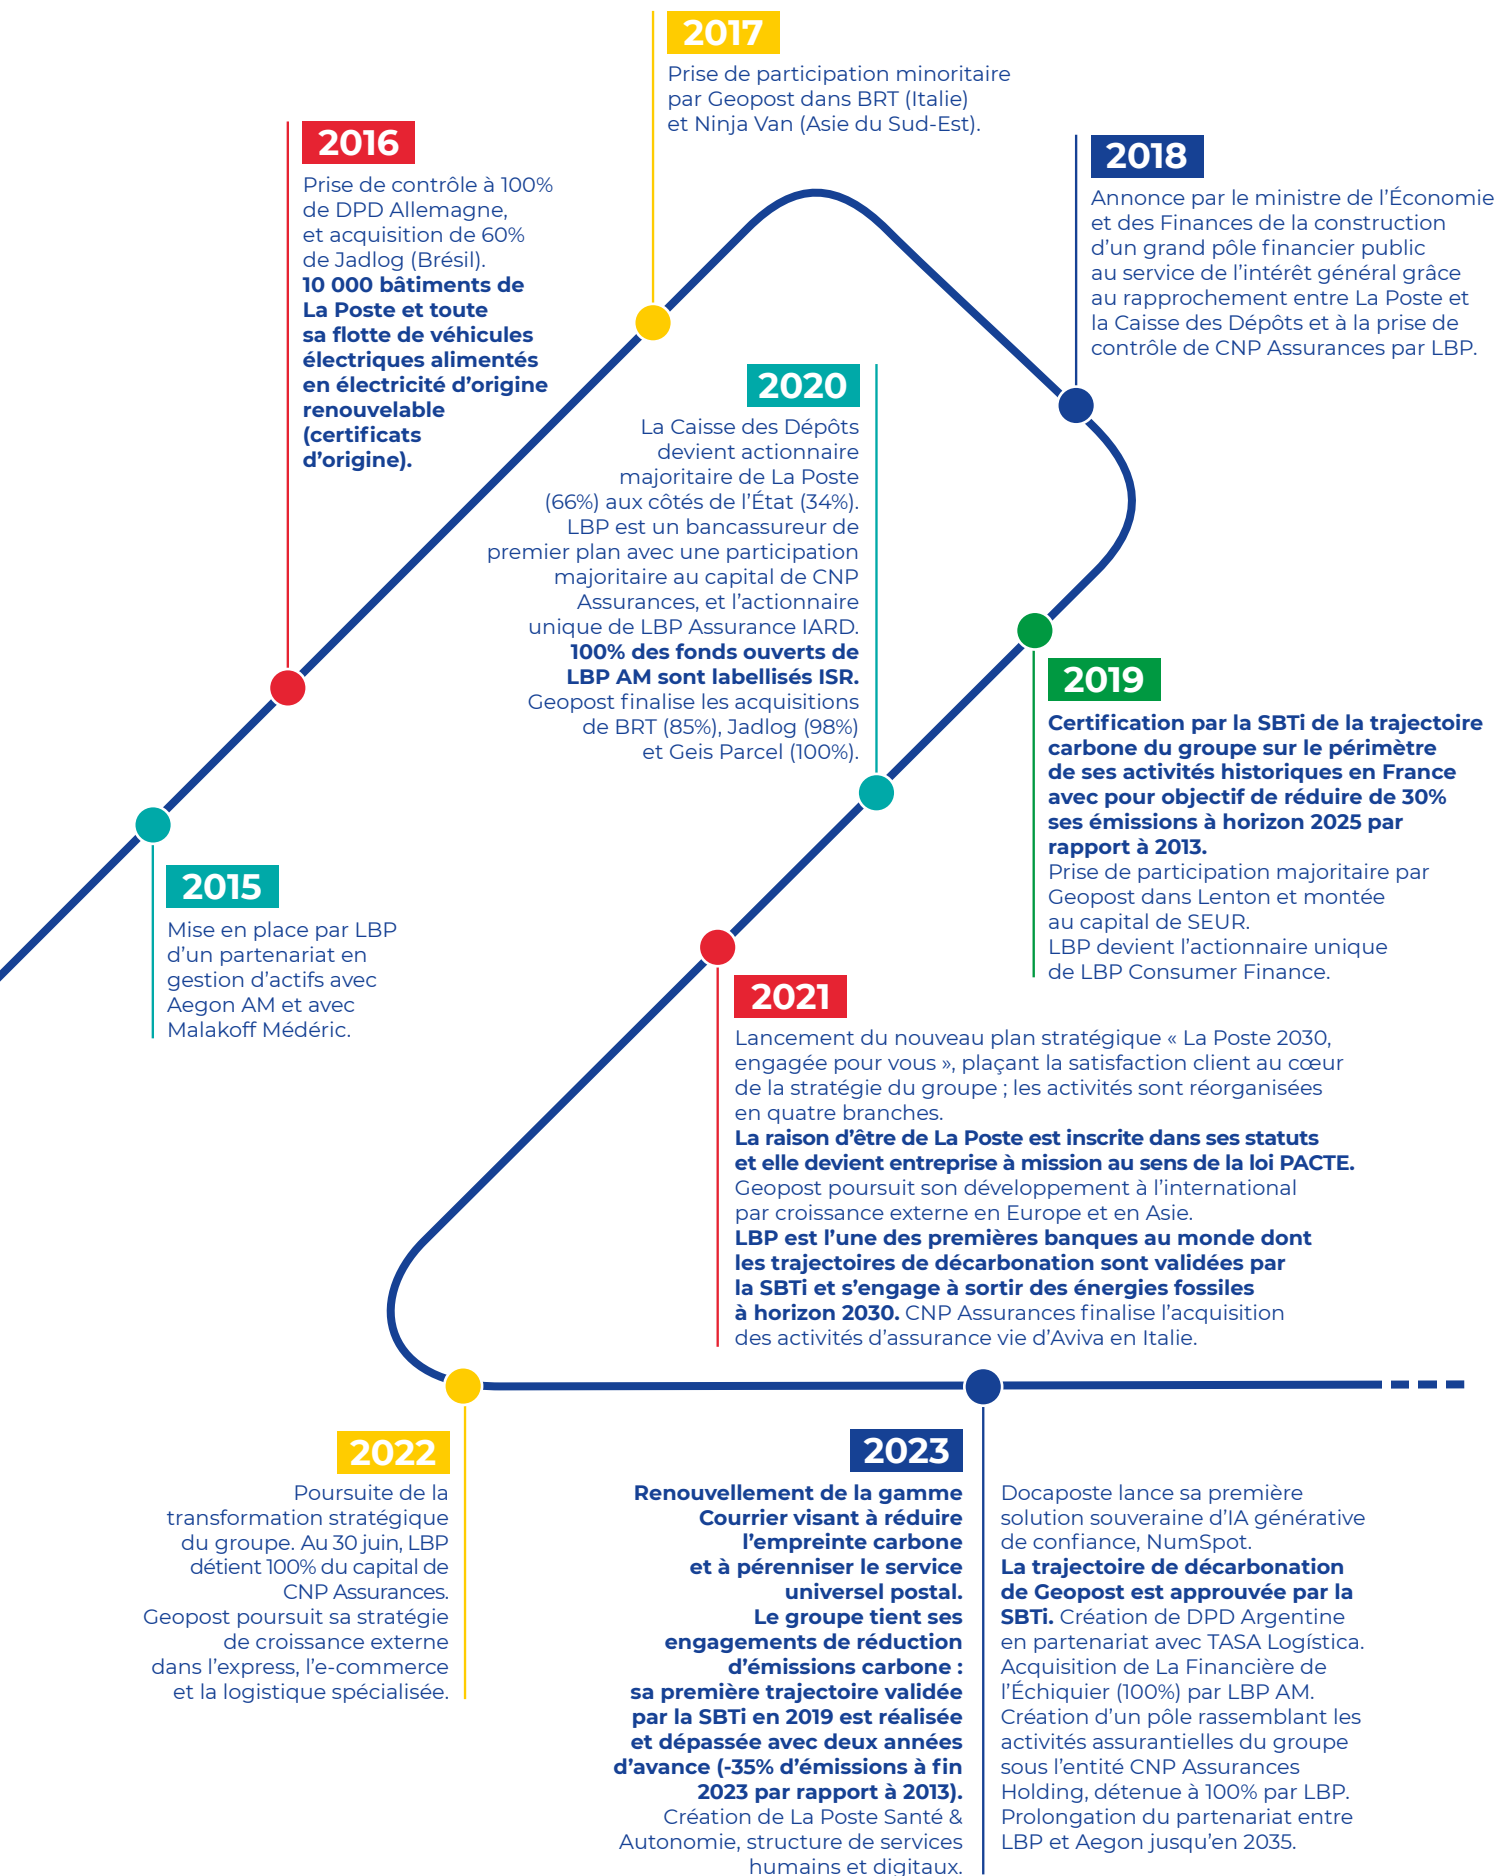 2015
Mise en place par LBP
d’un partenariat en
gestion d’actifs avec
Aegon AM et avec
Malakoff Médéric.
2016
Prise de contrôle à 100%
de DPD Allemagne,
et acquisition de 60%
de Jadlog (Brésil).
10 000 bâtiments de
La Poste et toute
sa flotte de véhicules
électriques alimentés
en électricité d’origine
renouvelable
(certificats
d’origine).
2017
Prise de participation minoritaire
par Geopost dans BRT (Italie)
et Ninja Van (Asie du Sud-Est).
2018
Annonce par le ministre de l’Économie
et des Finances de la construction
d’un grand pôle financier public
au service de l’intérêt général grâce
au rapprochement entre La Poste et
la Caisse des Dépôts et à la prise de
contrôle de CNP Assurances par LBP.
2019
Certification par la SBTi de la trajectoire
carbone du groupe sur le périmètre
de ses activités historiques en France
avec pour objectif de réduire de 30%
ses émissions à horizon 2025 par
rapport à 2013.
Prise de participation majoritaire par
Geopost dans Lenton et montée
au capital de SEUR.
LBP devient l’actionnaire unique
de LBP Consumer Finance.
2020
La Caisse des Dépôts
devient actionnaire
majoritaire de La Poste
(66%) aux côtés de l’État (34%).
LBP est un bancassureur de
premier plan avec une participation
majoritaire au capital de CNP
Assurances, et l’actionnaire
unique de LBP Assurance IARD.
100% des fonds ouverts de
LBP AM sont labellisés ISR.
Geopost finalise les acquisitions
de BRT (85%), Jadlog (98%)
et Geis Parcel (100%).
2021
Lancement du nouveau plan stratégique « La Poste 2030,
engagée pour vous », plaçant la satisfaction client au cœur
de la stratégie du groupe ; les activités sont réorganisées
en quatre branches.
La raison d’être de La Poste est inscrite dans ses statuts
et elle devient entreprise à mission au sens de la loi PACTE.
Geopost poursuit son développement à l’international
par croissance externe en Europe et en Asie.
LBP est l’une des premières banques au monde dont
les trajectoires de décarbonation sont validées par
la SBTi et s’engage à sortir des énergies fossiles
à horizon 2030. CNP Assurances finalise l’acquisition
des activités d’assurance vie d’Aviva en Italie.
2022
Poursuite de la
transformation stratégique
du groupe. Au 30 juin, LBP
détient 100% du capital de
CNP Assurances.
Geopost poursuit sa stratégie
de croissance externe
dans l’express, l’e-commerce
et la logistique spécialisée.
2023
Renouvellement de la gamme
Courrier visant à réduire
l’empreinte carbone
et à pérenniser le service
universel postal.
Le groupe tient ses
engagements de réduction
d’émissions carbone :
sa première trajectoire validée
par la SBTi en 2019 est réalisée
et dépassée avec deux années
d’avance (-35% d’émissions à fin
2023 par rapport à 2013).
Création de La Poste Santé &
Autonomie, structure de services
humains et digitaux.
Docaposte lance sa première
solution souveraine d’IA générative
de confiance, NumSpot.
La trajectoire de décarbonation
de Geopost est approuvée par la
SBTi. Création de DPD Argentine
en partenariat avec TASA Logística.
Acquisition de La Financière de
l’Échiquier (100%) par LBP AM.
Création d’un pôle rassemblant les
activités assurantielles du groupe
sous l’entité CNP Assurances
Holding, détenue à 100% par LBP.
Prolongation du partenariat entre
LBP et Aegon jusqu’en 2035.